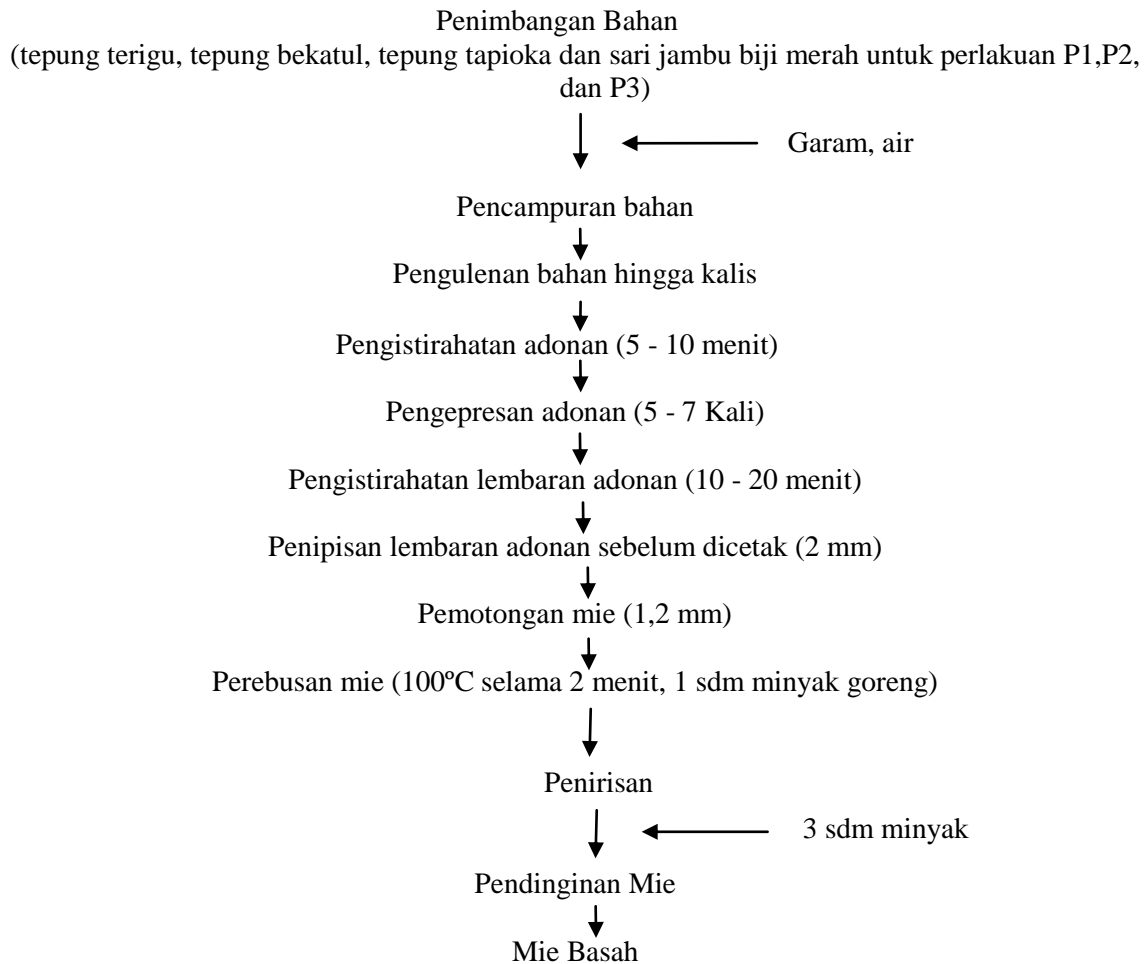 Penimbangan Bahan
(tepung terigu, tepung bekatul, tepung tapioka dan sari jambu biji merah untuk perlakuan P1,P2,
dan P3)
Garam, air
Pencampuran bahan
Pengulenan bahan hingga kalis
Pengistirahatan adonan (5 - 10 menit)
Pengepresan adonan (5 - 7 Kali)
Pengistirahatan lembaran adonan (10 - 20 menit)
Penipisan lembaran adonan sebelum dicetak (2 mm)
Pemotongan mie (1,2 mm)
Perebusan mie (100ºC selama 2 menit, 1 sdm minyak goreng)
Penirisan
3 sdm minyak
Pendinginan Mie
Mie Basah